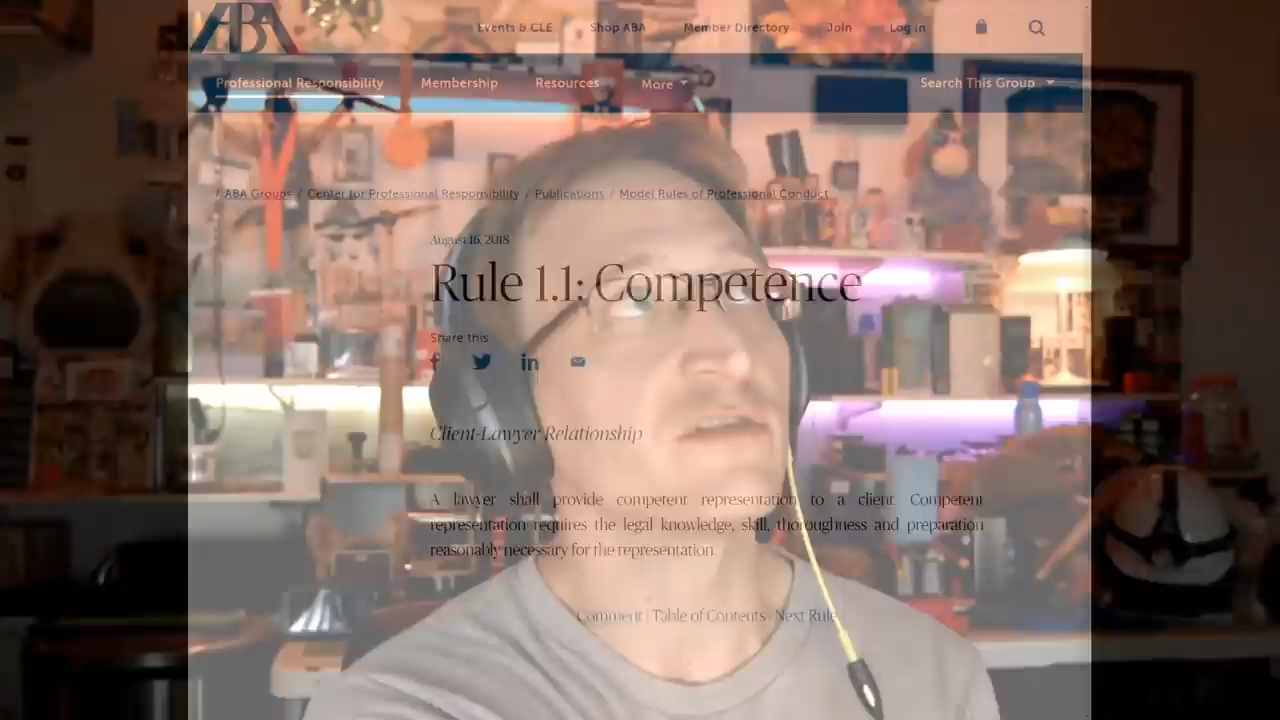 ABA
Events & CLE Shop ABA Member Directory Join Log in
Professional Responsibility Membership Resources More Search This Group
/ ABA Groups / Center for Professional Responsibility / Publications / Model Rules of Professional Conduct
August 16, 2018
Rule 1.1: Competence
Share this
Client-Lawyer Relationship
A lawyer shall provide competent representation to a client. Competent
representation requires the legal knowledge, skill, thoroughness and preparation
reasonably necessary for the representation.
Comment | Table of Contents | Next Rule